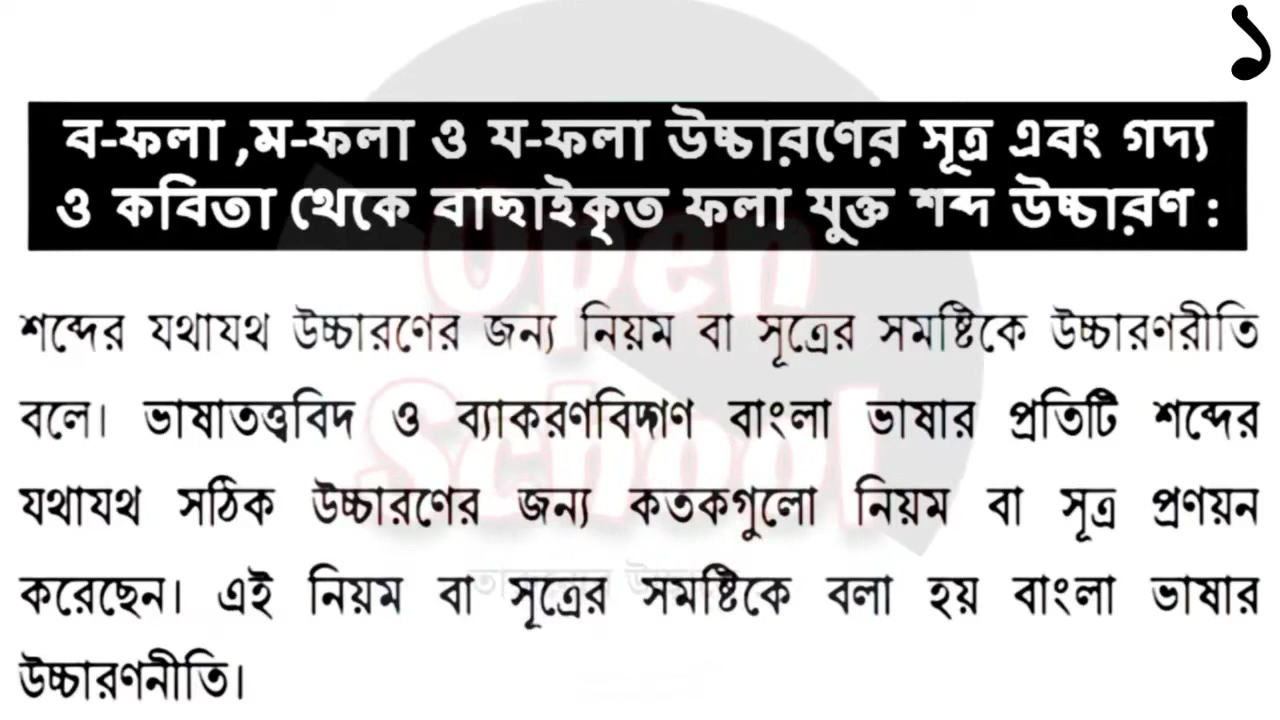 ১
ব-ফলা ,ম-ফলা ও য-ফলা উচ্চারণের সূত্র এবং গদ্য
ও কবিতা থেকে বাছাইকৃত ফলা যুক্ত শব্দ উচ্চারণ :
শব্দের যথাযথ উচ্চারণের জন্য নিয়ম বা সূত্রের সমষ্টিকে উচ্চারণরীতি
বলে। ভাষাতত্ত্ববিদ ও ব্যাকরণবিদ্গণ বাংলা ভাষার প্রতিটি শব্দের
যথাযথ সঠিক উচ্চারণের জন্য কতকগুলো নিয়ম বা সূত্র প্রণয়ন
করেছেন। এই নিয়ম বা সূত্রের সমষ্টিকে বলা হয় বাংলা ভাষার
উচ্চারণনীতি।
Open
School